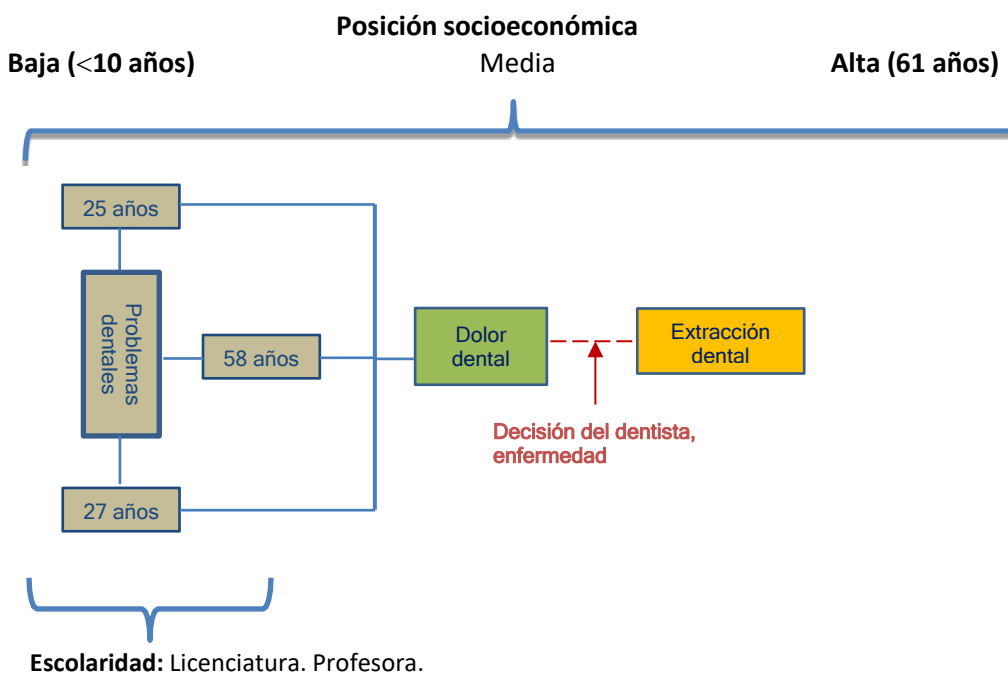 Posición socioeconómica
Baja (<10 años) Media Alta (61 años)
25 años
Problemas
dentales
58 años
27 años
Dolor
dental
Extracción
dental
Decisión del dentista,
enfermedad
Escolaridad: Licenciatura. Profesora.